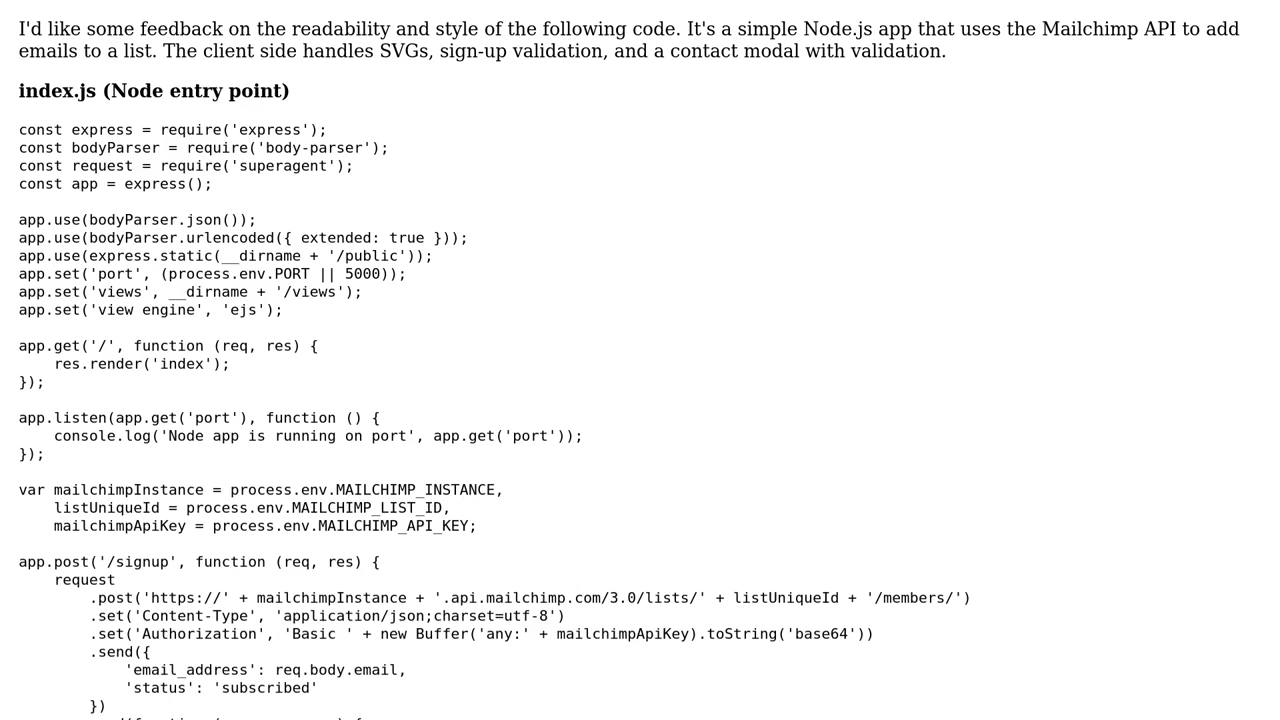 I'd like some feedback on the readability and style of the following code. It's a simple Node.js app that uses the Mailchimp API to add
emails to a list. The client side handles SVGs, sign-up validation, and a contact modal with validation.
index.js (Node entry point)
const express = require('express');
const bodyParser = require('body-parser');
const request = require('superagent');
const app = express();
app.use(bodyParser.json());
app.use(bodyParser.urlencoded({ extended: true }));
app.use(express.static(__dirname + '/public'));
app.set('port', (process.env.PORT || 5000));
app.set('views', __dirname + '/views');
app.set('view engine', 'ejs');
app.get('/', function (req, res) {
    res.render('index');
});
app.listen(app.get('port'), function () {
    console.log('Node app is running on port', app.get('port'));
});
var mailchimpInstance = process.env.MAILCHIMP_INSTANCE,
    listUniqueId = process.env.MAILCHIMP_LIST_ID,
    mailchimpApiKey = process.env.MAILCHIMP_API_KEY;
app.post('/signup', function (req, res) {
    request
        .post('https://' + mailchimpInstance + '.api.mailchimp.com/3.0/lists/' + listUniqueId + '/members/')
        .set('Content-Type', 'application/json;charset=utf-8')
        .set('Authorization', 'Basic ' + new Buffer('any:' + mailchimpApiKey).toString('base64'))
        .send({
            'email_address': req.body.email,
            'status': 'subscribed'
        })